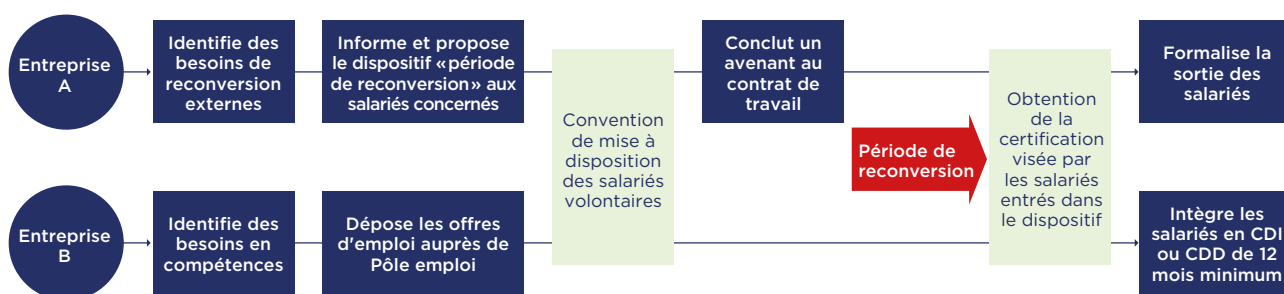 Entreprise
A
Identifie des
besoins de
reconversion
externes
Informe et propose
le dispositif «période
de reconversion» aux
salariés concernés
Convention
de mise à
disposition
des salariés
volontaires
Conclut un
avenant au
contrat de
travail
Période de
reconversion
Obtention
de la
certification
visée par
les salariés
entrés dans
le dispositif
Formalise la
sortie des
salariés
Entreprise
B
Identifie des
besoins en
compétences
Dépose les offres
d'emploi auprès de
Pôle emploi
Intègre les
salariés en CDI
ou CDD de 12
mois minimum